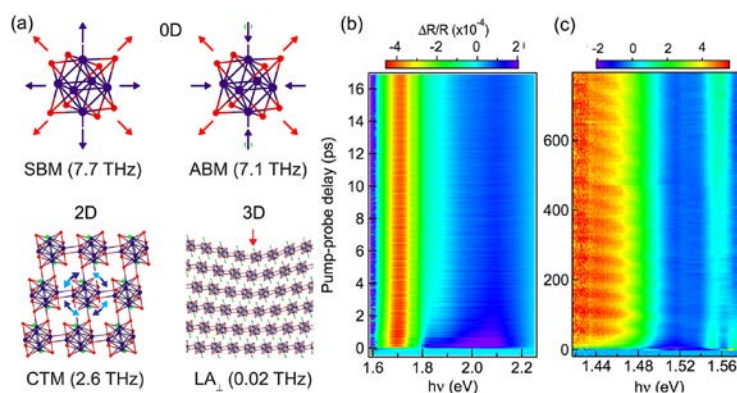 (a)
0D
SBM (7.7 THz)
ABM (7.1 THz)
2D
3D
CTM (2.6 THz)
LA⊥ (0.02 THz)
(b)
ΔR/R (x10⁻⁴)
-4 -2 0 2
16
14
12
10
8
6
4
2
0
Pump-probe delay (ps)
1.6 1.8 2.0 2.2
hν (eV)
(c)
-2 0 2 4
800
600
400
200
0
1.44 1.48 1.52 1.56
hν (eV)